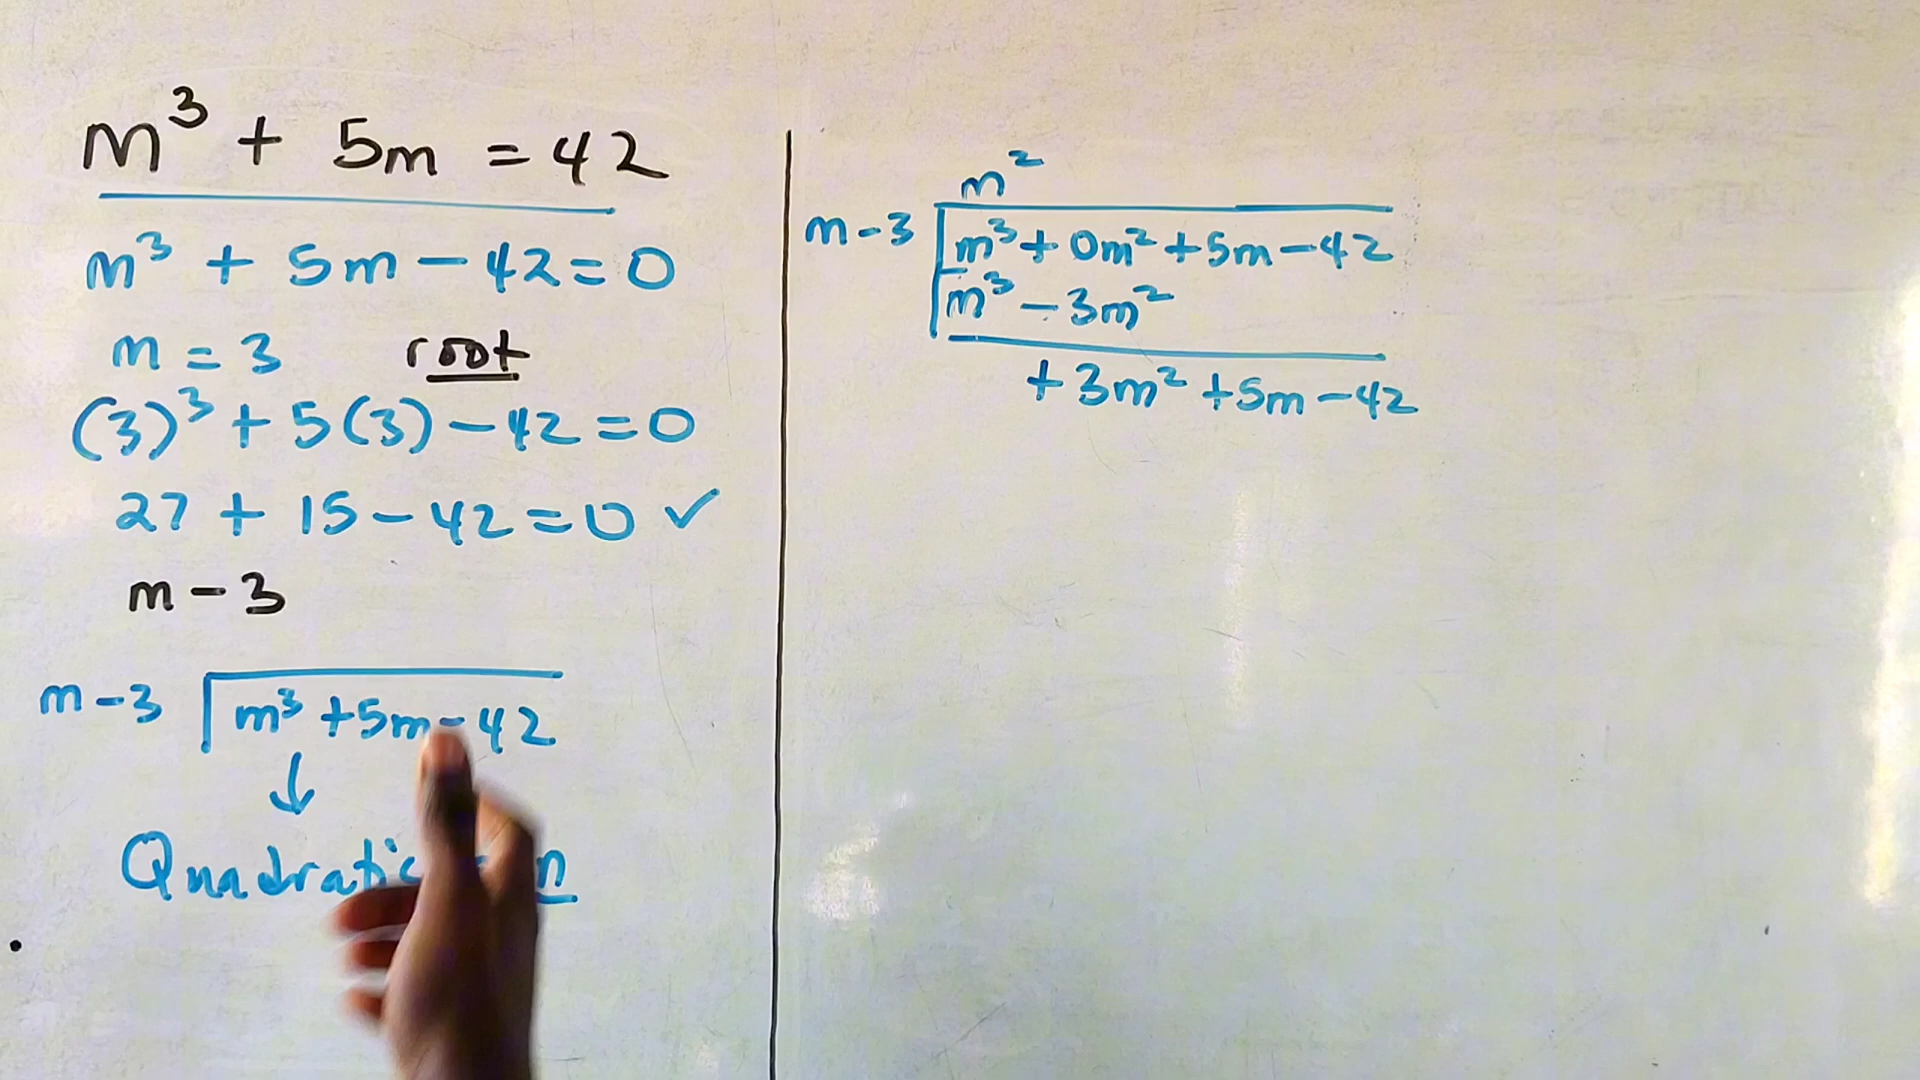 m³ + 5m = 42
m³ + 5m - 42 = 0
m = 3 root
(3)³ + 5(3) - 42 = 0
27 + 15 - 42 = 0 ✓
m - 3
m - 3 m³ + 5m - 42
↓
Quadratic
m²
m - 3 m³ + 0m² + 5m - 42
m³ - 3m²
+ 3m² + 5m - 42